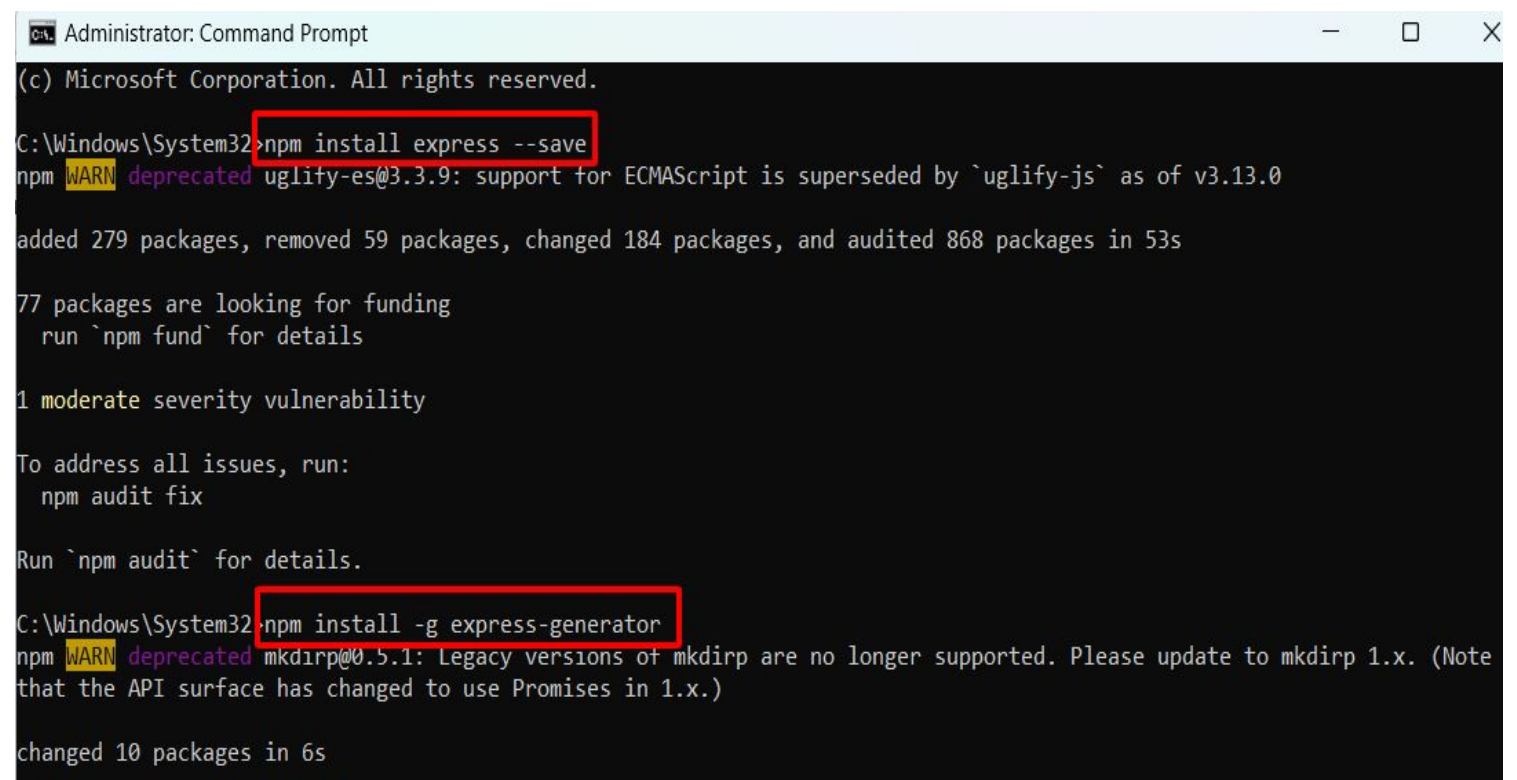 Administrator: Command Prompt
(c) Microsoft Corporation. All rights reserved.
C:\Windows\System32>npm install express --save
npm WARN deprecated uglify-es@3.3.9: support for ECMAScript is superseded by `uglify-js` as of v3.13.0
added 279 packages, removed 59 packages, changed 184 packages, and audited 868 packages in 53s
77 packages are looking for funding
  run `npm fund` for details
1 moderate severity vulnerability
To address all issues, run:
  npm audit fix
Run `npm audit` for details.
C:\Windows\System32>npm install -g express-generator
npm WARN deprecated mkdirp@0.5.1: Legacy versions of mkdirp are no longer supported. Please update to mkdirp 1.x. (Note
that the API surface has changed to use Promises in 1.x.)
changed 10 packages in 6s